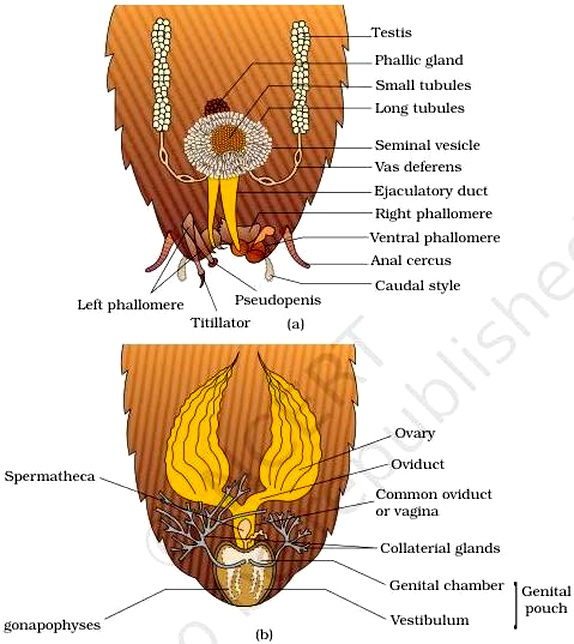 Testis
Phallic gland
Small tubules
Long tubules
Seminal vesicle
Vas deferens
Ejaculatory duct
Right phallomere
Ventral phallomere
Anal cercus
Caudal style
Left phallomere
Pseudopenis
Titillator
(a)
Ovary
Oviduct
Spermatheca
Common oviduct
or vagina
Collaterial glands
Genital chamber
Genital
pouch
gonapophyses
Vestibulum
(b)
republished